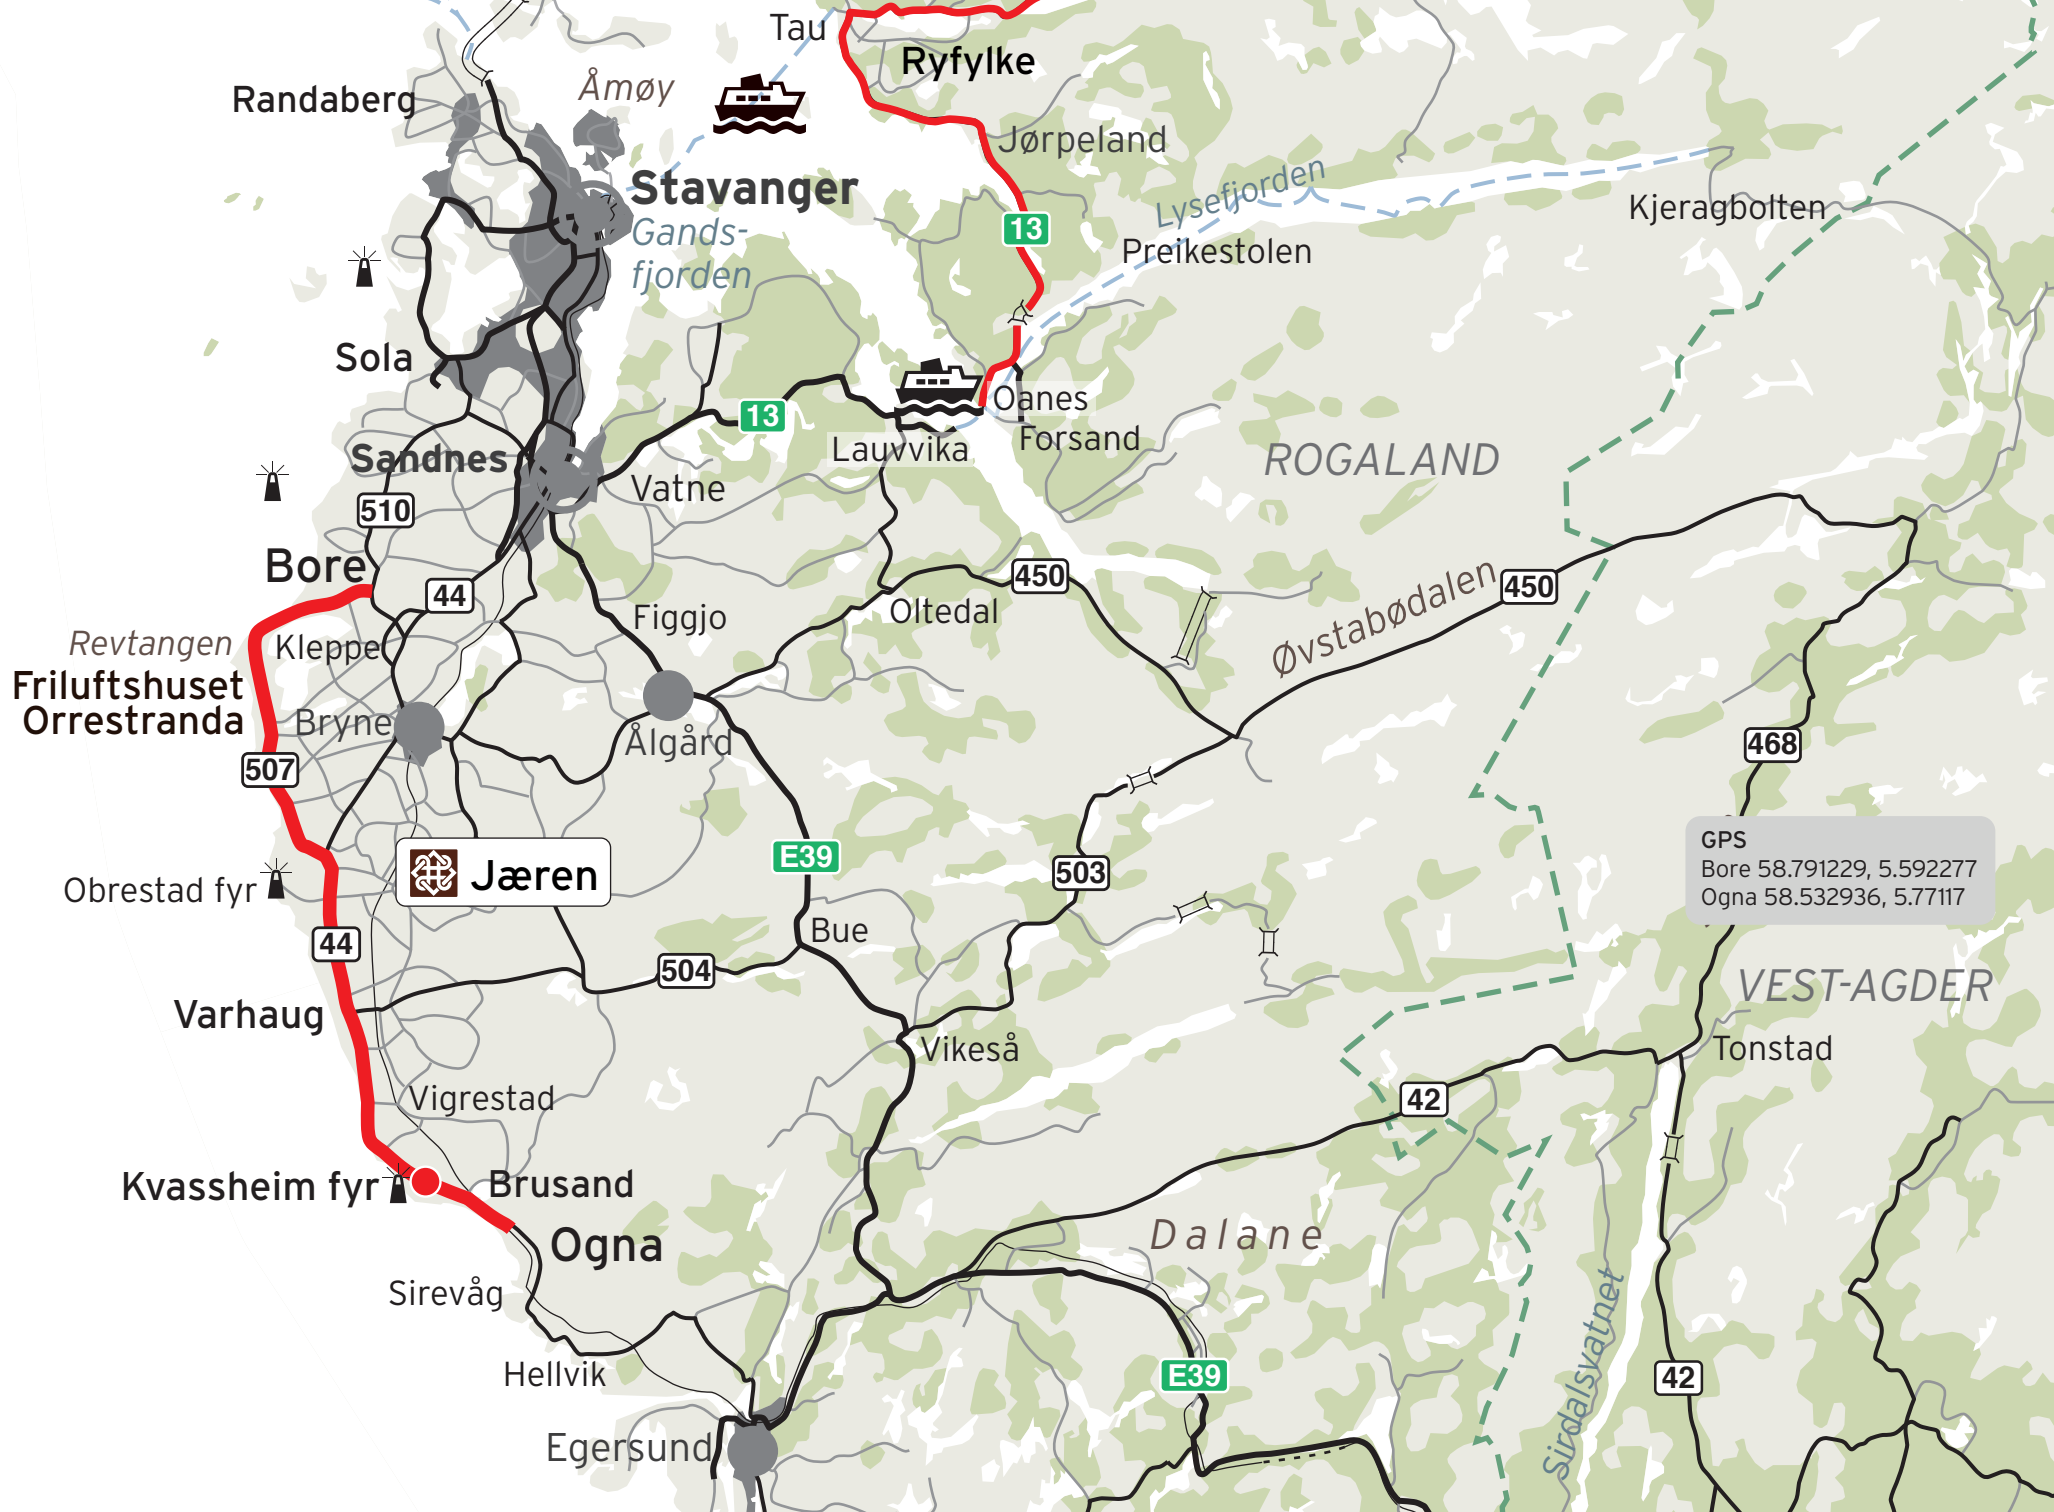 Tau
Ryfylke
Randaberg
Åmøy
Jørpeland
Stavanger
Gands-
fjorden
Lysefjorden
Kjeragbolten
13
Preikestolen
Sola
13
Oanes
Lauvvika
Forsand
Sandnes
ROGALAND
Vatne
510
Bore
44
450
450
Øvstabødalen
Figgjo
Oltedal
Revtangen
Kleppe
Friluftshuset
Orrestranda
Bryne
Ålgård
468
507
E39
GPS
Bore 58.791229, 5.592277
Ogna 58.532936, 5.77117
Jæren
503
Obrestad fyr
44
Bue
504
VEST-AGDER
Varhaug
Vikeså
Tonstad
Vigrestad
42
Kvassheim fyr
Brusand
Ogna
Dalane
Sirevåg
Sirdalsvatnet
Hellvik
E39
42
Egersund